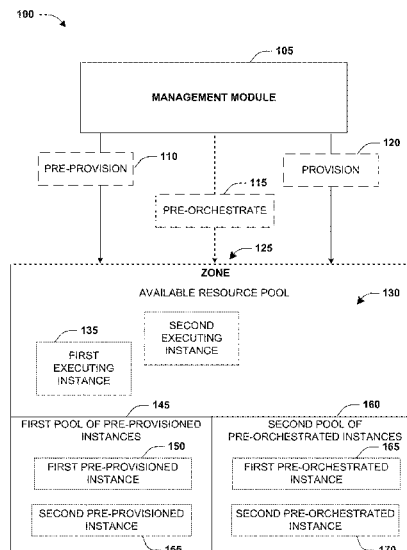 100
105
MANAGEMENT MODULE
PRE-PROVISION
110
120
PROVISION
115
PRE-ORCHESTRATE
125
ZONE
AVAILABLE RESOURCE POOL
130
135
SECOND
EXECUTING
INSTANCE
FIRST
EXECUTING
INSTANCE
145
160
FIRST POOL OF PRE-PROVISIONED
INSTANCES
150
FIRST PRE-PROVISIONED
INSTANCE
SECOND PRE-PROVISIONED
INSTANCE
155
SECOND POOL OF
PRE-ORCHESTRATED INSTANCES
165
FIRST PRE-ORCHESTRATED
INSTANCE
SECOND PRE-ORCHESTRATED
INSTANCE
170